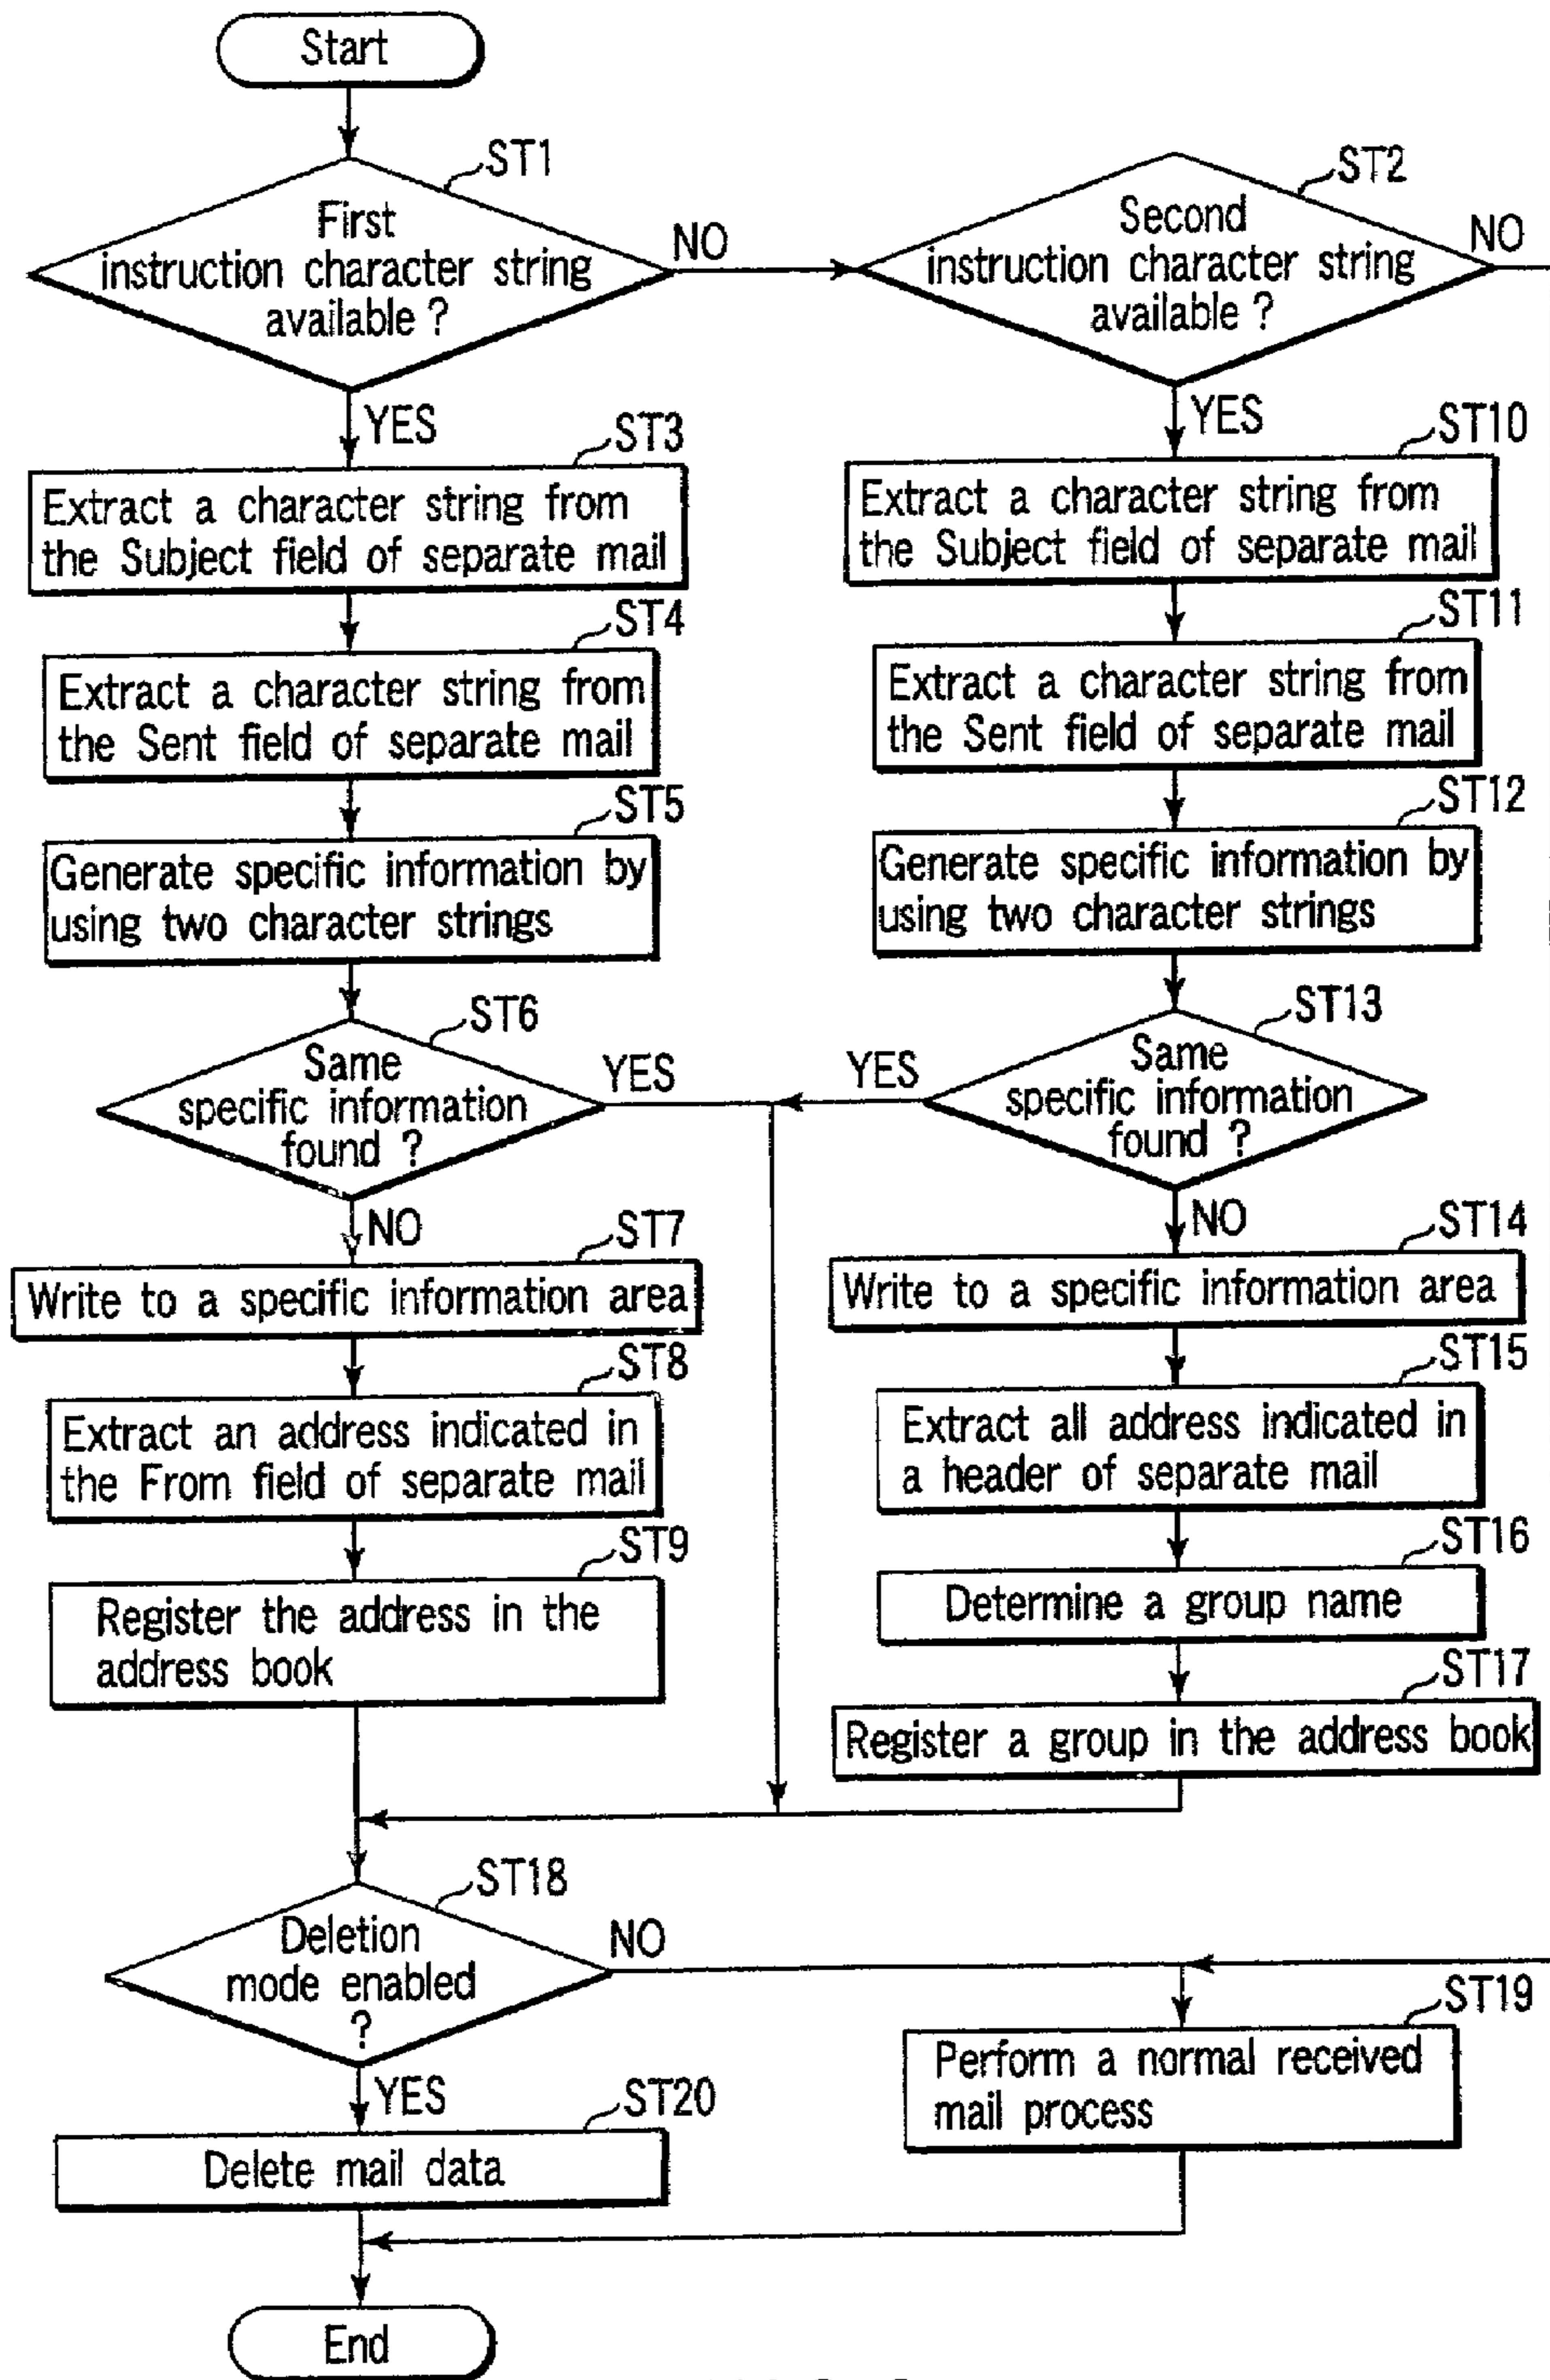 Start
ST1
First
instruction character string
available ?
NO
YES
ST2
Second
instruction character string
available ?
NO
YES
ST3
Extract a character string from
the Subject field of separate mail
ST4
Extract a character string from
the Sent field of separate mail
ST5
Generate specific information by
using two character strings
ST6
Same
specific information
found ?
YES
NO
ST7
Write to a specific information area
ST8
Extract an address indicated in
the From field of separate mail
ST9
Register the address in the
address book
ST10
Extract a character string from
the Subject field of separate mail
ST11
Extract a character string from
the Sent field of separate mail
ST12
Generate specific information by
using two character strings
ST13
Same
specific information
found ?
YES
NO
ST14
Write to a specific information area
ST15
Extract all address indicated in
a header of separate mail
ST16
Determine a group name
ST17
Register a group in the address book
ST18
Deletion
mode enabled
?
NO
YES
ST19
Perform a normal received
mail process
ST20
Delete mail data
End